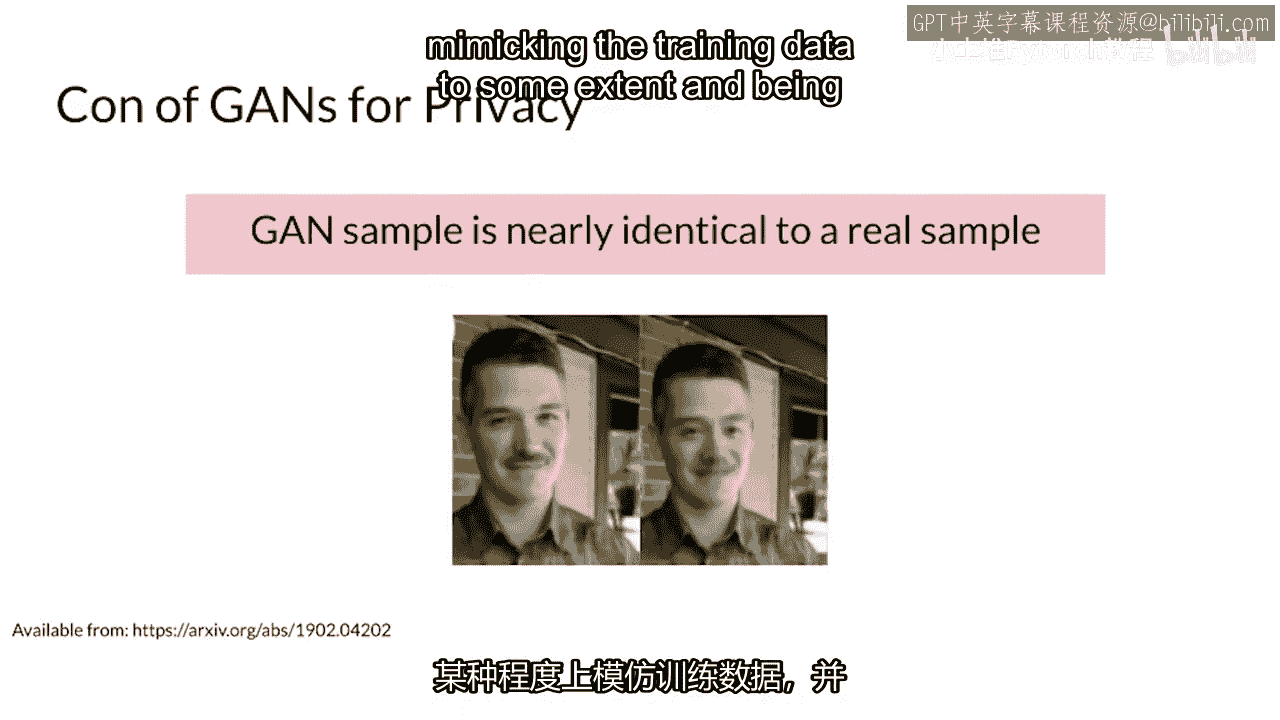 GPT中英字幕课程资源@bilibili.com
mimicking the training data
to some extent and being
Con of GANs for Privacy
GAN sample is nearly identical to a real sample
Available from: https://arxiv.org/abs/1902.04202
某种程度上模仿训练数据，并